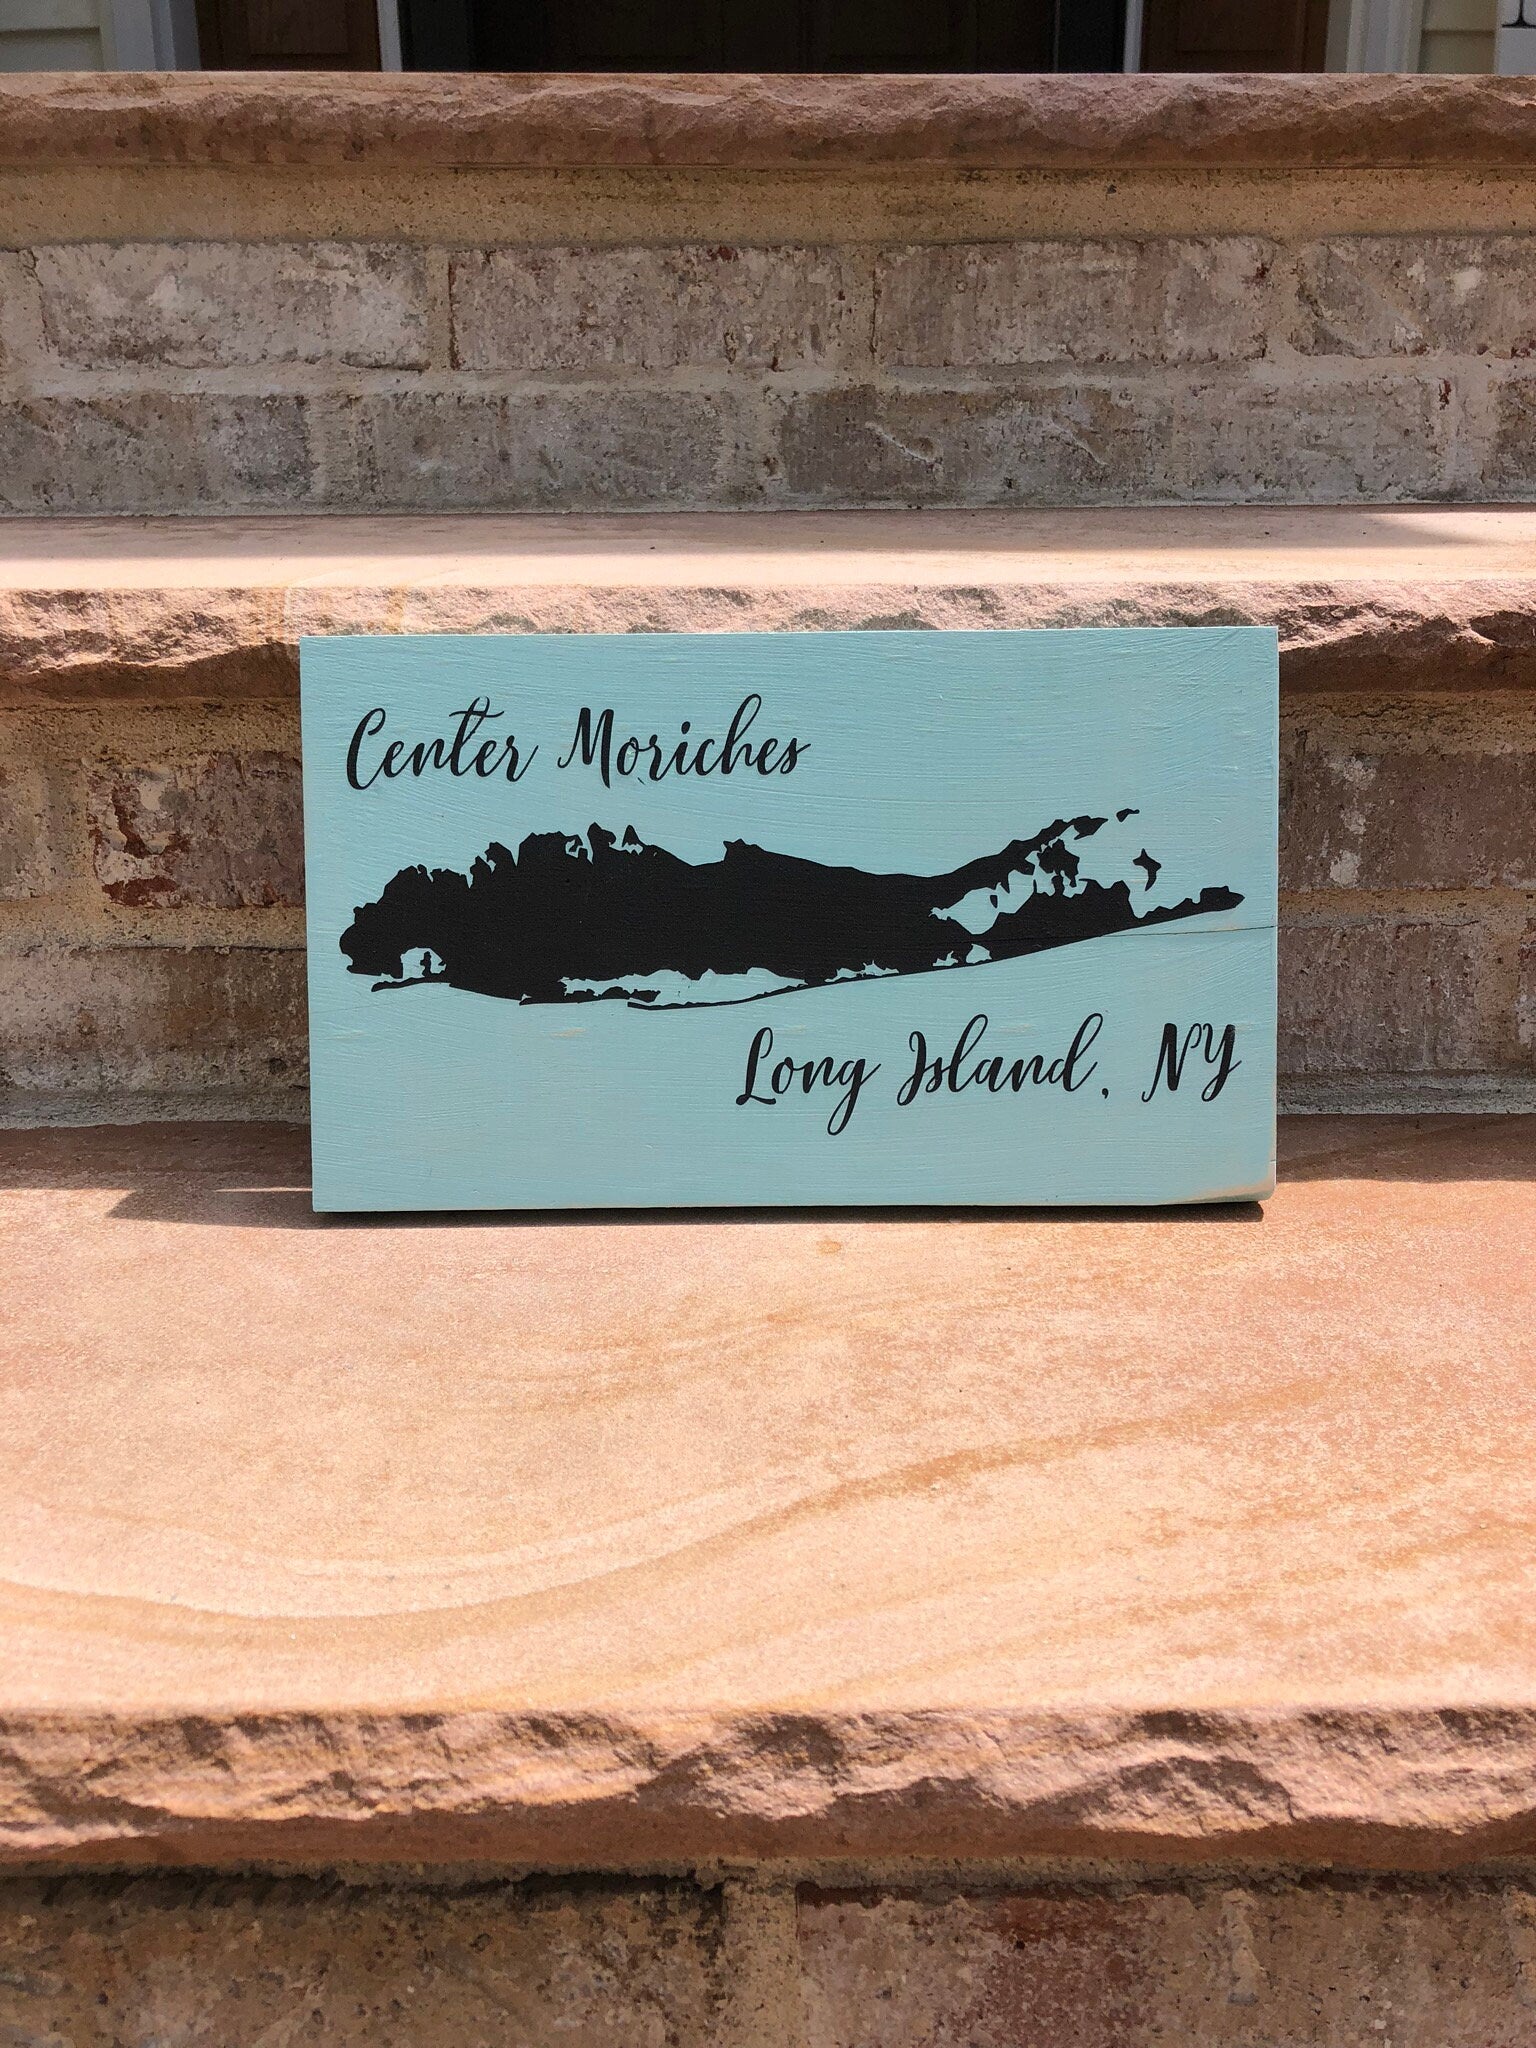 Center Moriches
Long Island, NY